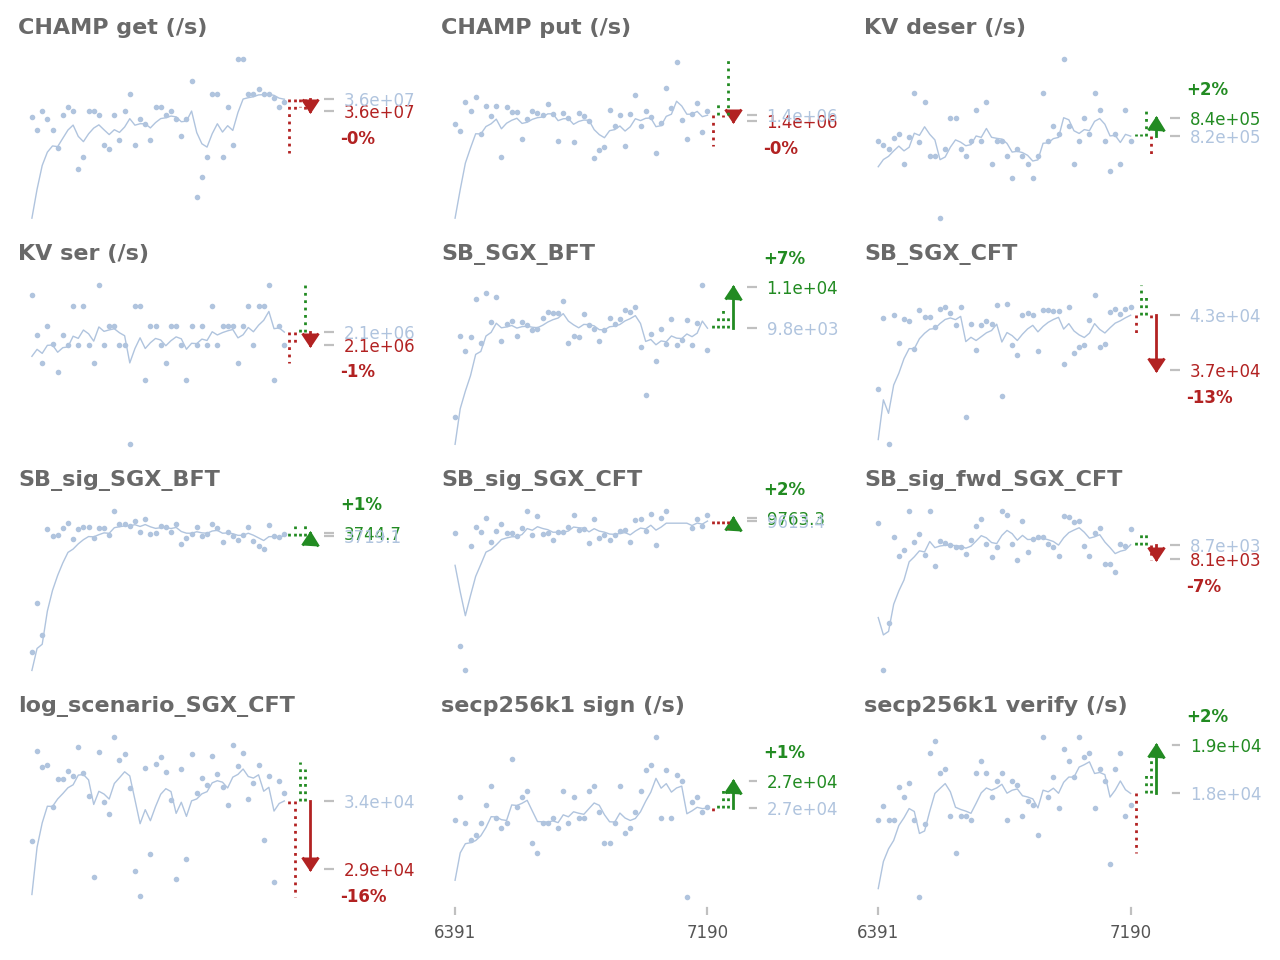 CHAMP get (/s)
3.6e+07
3.6e+07
-0%
CHAMP put (/s)
1.4e+06
1.4e+06
-0%
KV deser (/s)
+2%
8.4e+05
8.2e+05
KV ser (/s)
2.1e+06
2.1e+06
-1%
SB_SGX_BFT
+7%
1.1e+04
9.8e+03
SB_SGX_CFT
4.3e+04
3.7e+04
-13%
SB_sig_SGX_BFT
+1%
3744.7
SB_sig_SGX_CFT
+2%
9763.3
SB_sig_fwd_SGX_CFT
8.7e+03
8.1e+03
-7%
log_scenario_SGX_CFT
3.4e+04
2.9e+04
-16%
secp256k1 sign (/s)
+1%
2.7e+04
2.7e+04
6391
7190
secp256k1 verify (/s)
+2%
1.9e+04
1.8e+04
6391
7190